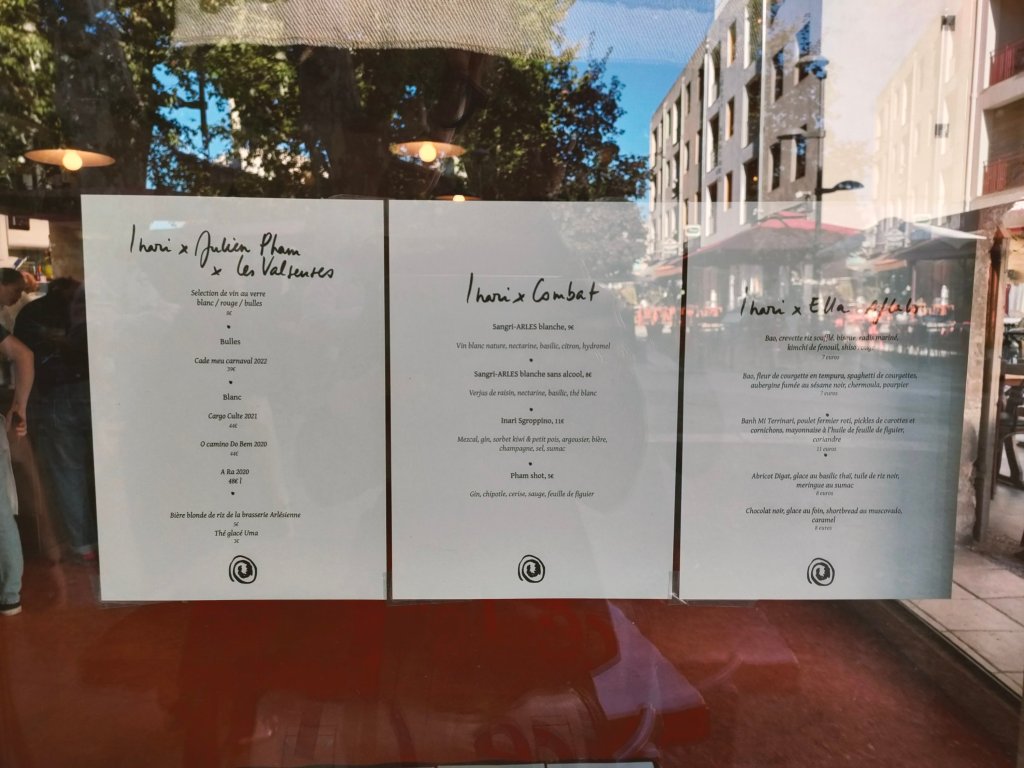 Inari x Julien Pham
x Les Valseuses
Sélection de vin au verre
blanc / rouge / bulles
Bulles
Cade meu carnaval 2022
39€
Blanc
Cargo Culte 2021
44€
O camino Do Bem 2020
44€
A Ra 2020
48€ l
Bière blonde de riz de la brasserie Arlésienne
5€
Thé glacé Uma
Inari x Combat
Sangri-ARLES blanche, 9€
Vin blanc nature, nectarine, basilic, citron, hydromel
Sangri-ARLES blanche sans alcool, 8€
Verjus de raisin, nectarine, basilic, thé blanc
Inari Sgroppino, 11€
Mezcal, gin, sorbet kiwi & petit pois, argousier, bière,
champagne, sel, sumac
Pham shot, 5€
Gin, chipotle, cerise, sauge, feuille de figuier
Inari x Ella
Bao, crevette riz soufflé, bisque, radis mariné,
kimchi de fenouil, shiso
7 euros
Bao, fleur de courgette en tempura, spaghetti de courgettes,
aubergine fumée au sésame noir, chermoula, pourpier
7 euros
Banh Mi Terrinari, poulet fermier roti, pickles de carottes et
cornichons, mayonnaise à l'huile de feuille de figuier,
coriandre
11 euros
Abricot Digat, glace au basilic thaï, tuile de riz noir,
meringue au sumac
8 euros
Chocolat noir, glace au foin, shortbread au muscovado,
caramel
8 euros